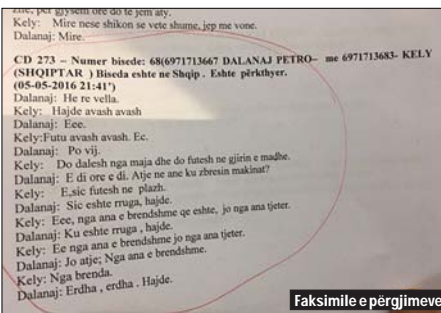 zhe, per gjysem ore do te jem aty.
Kely: Mire nese shikon se vete shume, jep me vone.
Dalanaj: Mire.
CD 273 – Numer bisede: 68(6971713667 DALANAJ PETRO– me 6971713683- KELY
(SHQIPTAR ) Biseda eshte ne Shqip . Eshte përkthyer.
(05-05-2016 21:41')
Dalanaj: He re vella.
Kely: Hajde avash avash
Dalanaj: Eee.
Kely:Futu avash avash. Ec.
Dalanaj: Po vij.
Kely: Do dalesh nga maja dhe do futesh ne gjirin e madhe.
Dalanaj: E di ore e di. Atje ne ane ku zbresin makinat?
Kely: E,sic futesh ne plazh.
Dalanaj: Sic eshte rruga, hajde.
Kely: Eee, nga ana e brendshme qe eshte, jo nga ana tjeter.
Dalanaj: Ku eshte rruga , hajde.
Kely: Ee nga ana e brendshme jo nga ana tjeter.
Dalanaj: Jo atje; Nga ana e brendshme.
Kely: Nga brenda.
Dalanaj: Erdha , erdha . Hajde.
Faksimile e përgjimeve